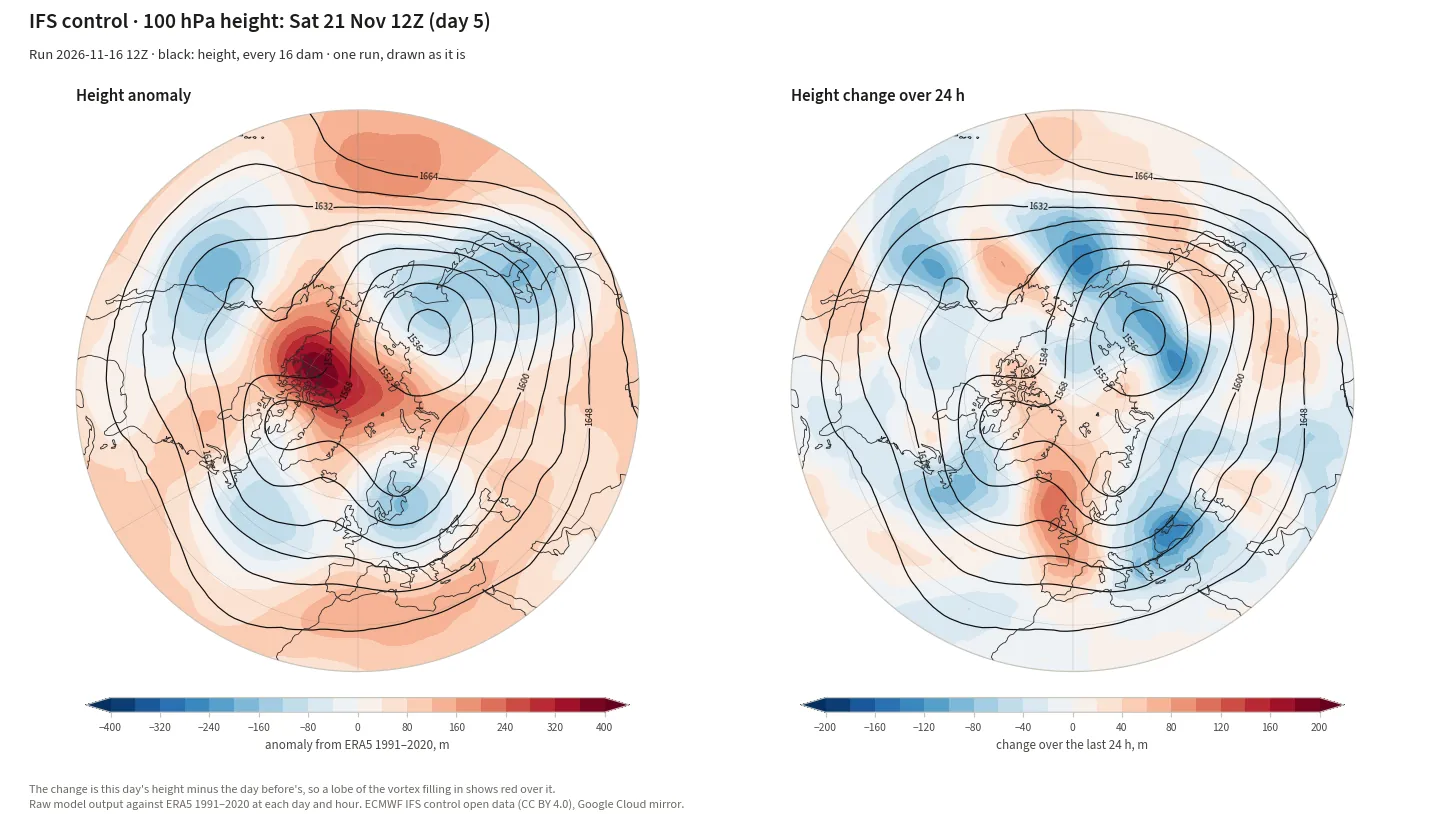 IFS control · 100 hPa height: Sat 21 Nov 12Z (day 5)
Run 2026-11-16 12Z · black: height, every 16 dam · one run, drawn as it is
Height anomaly
Height change over 24 h
1664
1632
1536
1552
1568
1600
1648
1664
1632
1584
1536
1552
1568
1600
1648
−400 −320 −240 −160 −80 0 80 160 240 320 400
anomaly from ERA5 1991–2020, m
−200 −160 −120 −80 −40 0 40 80 120 160 200
change over the last 24 h, m
The change is this day's height minus the day before's, so a lobe of the vortex filling in shows red over it.
Raw model output against ERA5 1991–2020 at each day and hour. ECMWF IFS control open data (CC BY 4.0), Google Cloud mirror.